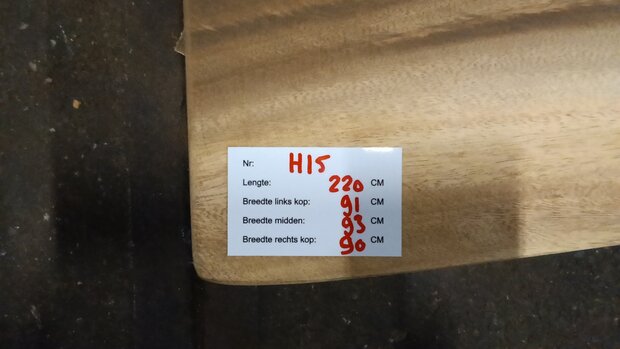 Nr: H15
Lengte: 220 CM
Breedte links kop: 91 CM
Breedte midden: 93 CM
Breedte rechts kop: 90 CM